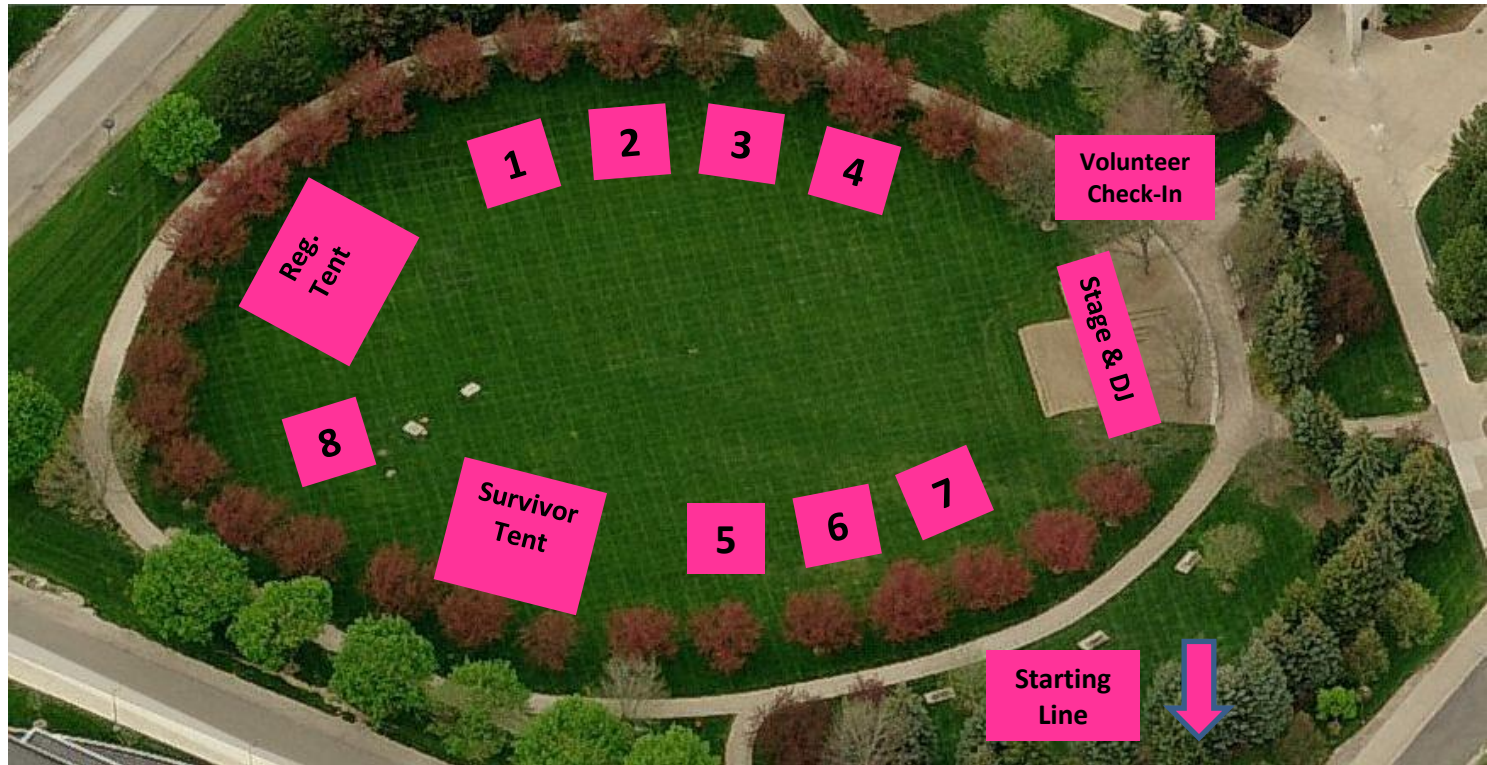 1
2
3
4
Volunteer
Check-In
Reg.
Tent
Stage & DJ
8
Survivor
Tent
5
6
7
Starting
Line